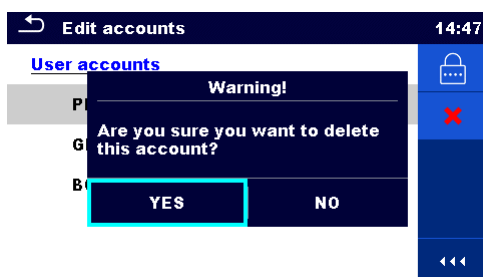 Edit accounts
14:47
User accounts
Warning!
Are you sure you want to delete
this account?
YES
NO